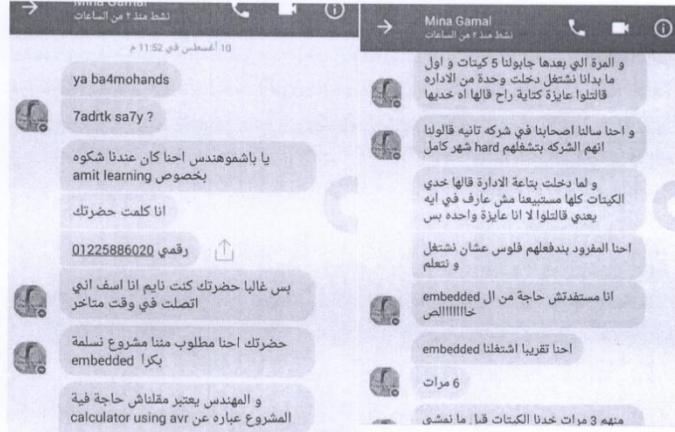 Mina Gamal
نشط منذ ٢ من الساعات
10 أغسطس في 11:52 م
ya ba4mohands
7adrtk sa7y ?
يا باشموهندس احنا كان عندنا شكوه
بخصوص amit learning
انا كلمت حضرتك
رقمي 01225886020
بس غالبا حضرتك كنت نايم انا اسف اني
اتصلت في وقت متاخر
حضرتك احنا مطلوب مننا مشروع نسلمة
بكرا embedded
و المهندس يعتبر مقلناش حاجة فية
المشروع عباره عن calculator using avr
Mina Gamal
نشط منذ ٢ من الساعات
و المرة الي بعدها جابولنا 5 كيتات و اول
ما بدانا نشتغل دخلت وحدة من الاداره
قالتلوا عايزة كتاية راح قالها اه خديها
و احنا سالنا اصحابنا في شركه تانيه قالولنا
انهم الشركه بتشغلهم hard شهر كامل
و لما دخلت بتاعة الادارة قالها خدي
الكيتات كلها مستبيعنا مش عارف في ايه
يعني قالتلوا لا انا عايزة واحده بس
احنا المفرود بندفعلهم فلوس عشان نشتغل
و نتعلم
انا مستفدتش حاجة من ال embedded
خااااااالص
احنا تقريبا اشتغلنا embedded
6 مرات
منهم 3 مرات خدنا الكيتات قبل ما نمشي